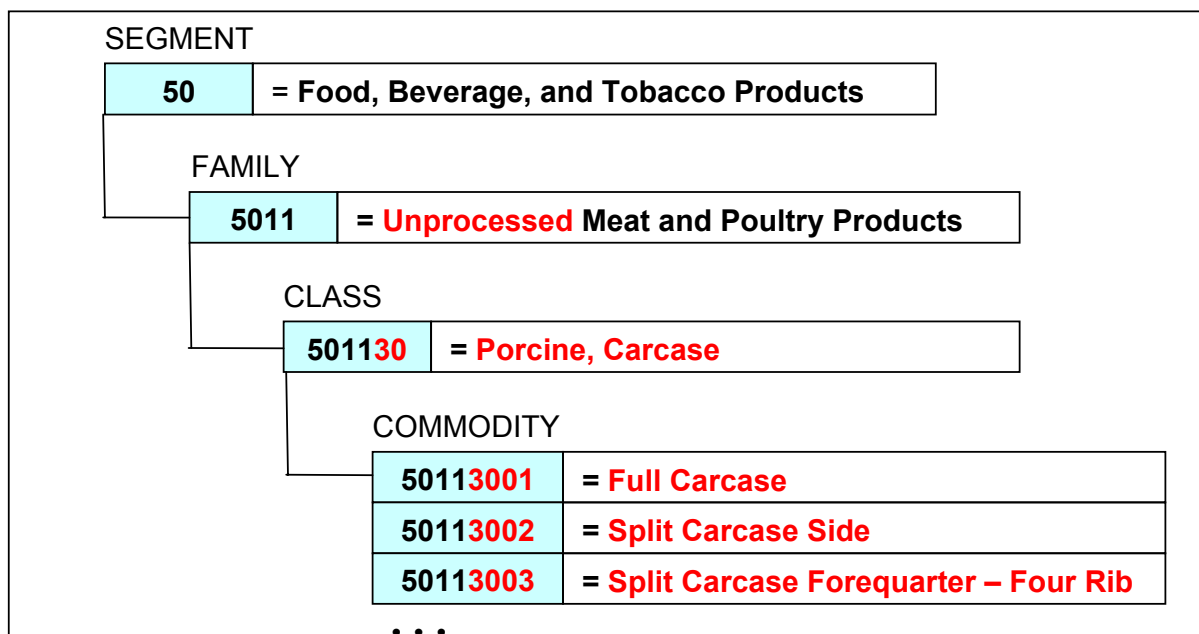 SEGMENT
50 = Food, Beverage, and Tobacco Products
FAMILY
5011 = Unprocessed Meat and Poultry Products
CLASS
501130 = Porcine, Carcase
COMMODITY
50113001 = Full Carcase
50113002 = Split Carcase Side
50113003 = Split Carcase Forequarter – Four Rib
...